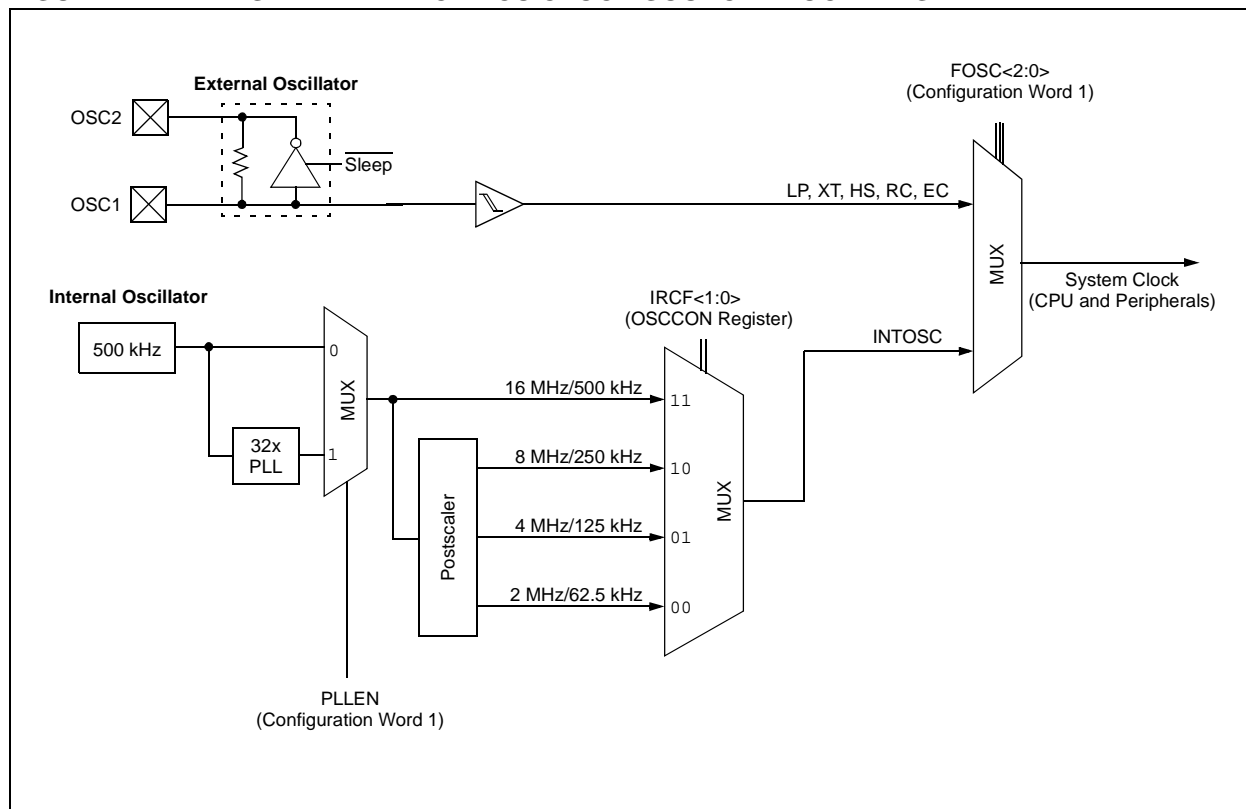 FOSC<2:0>
(Configuration Word 1)
External Oscillator
OSC2
Sleep
OSC1
LP, XT, HS, RC, EC
MUX
System Clock
(CPU and Peripherals)
Internal Oscillator
IRCF<1:0>
(OSCCON Register)
500 kHz
0
MUX
INTOSC
16 MHz/500 kHz
11
32x
PLL
1
8 MHz/250 kHz
10
MUX
Postscaler
4 MHz/125 kHz
01
2 MHz/62.5 kHz
00
PLLEN
(Configuration Word 1)